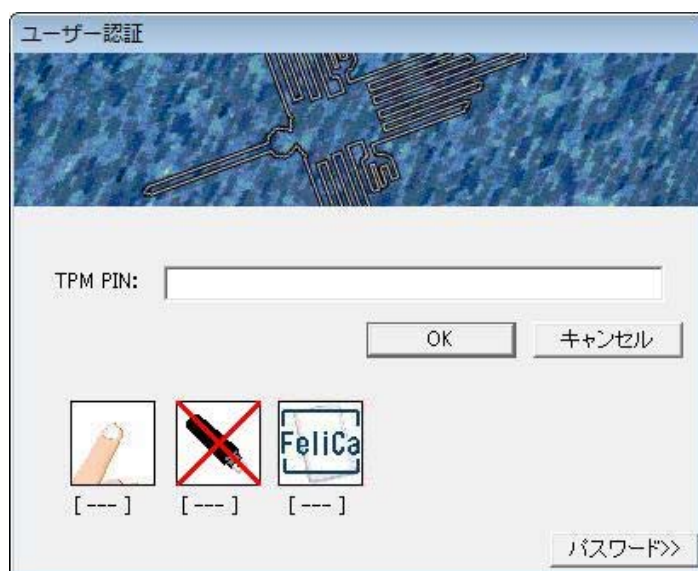 ユーザー認証
TPM PIN:
OK
キャンセル
FeliCa
[ --- ]
[ --- ]
[ --- ]
パスワード>>